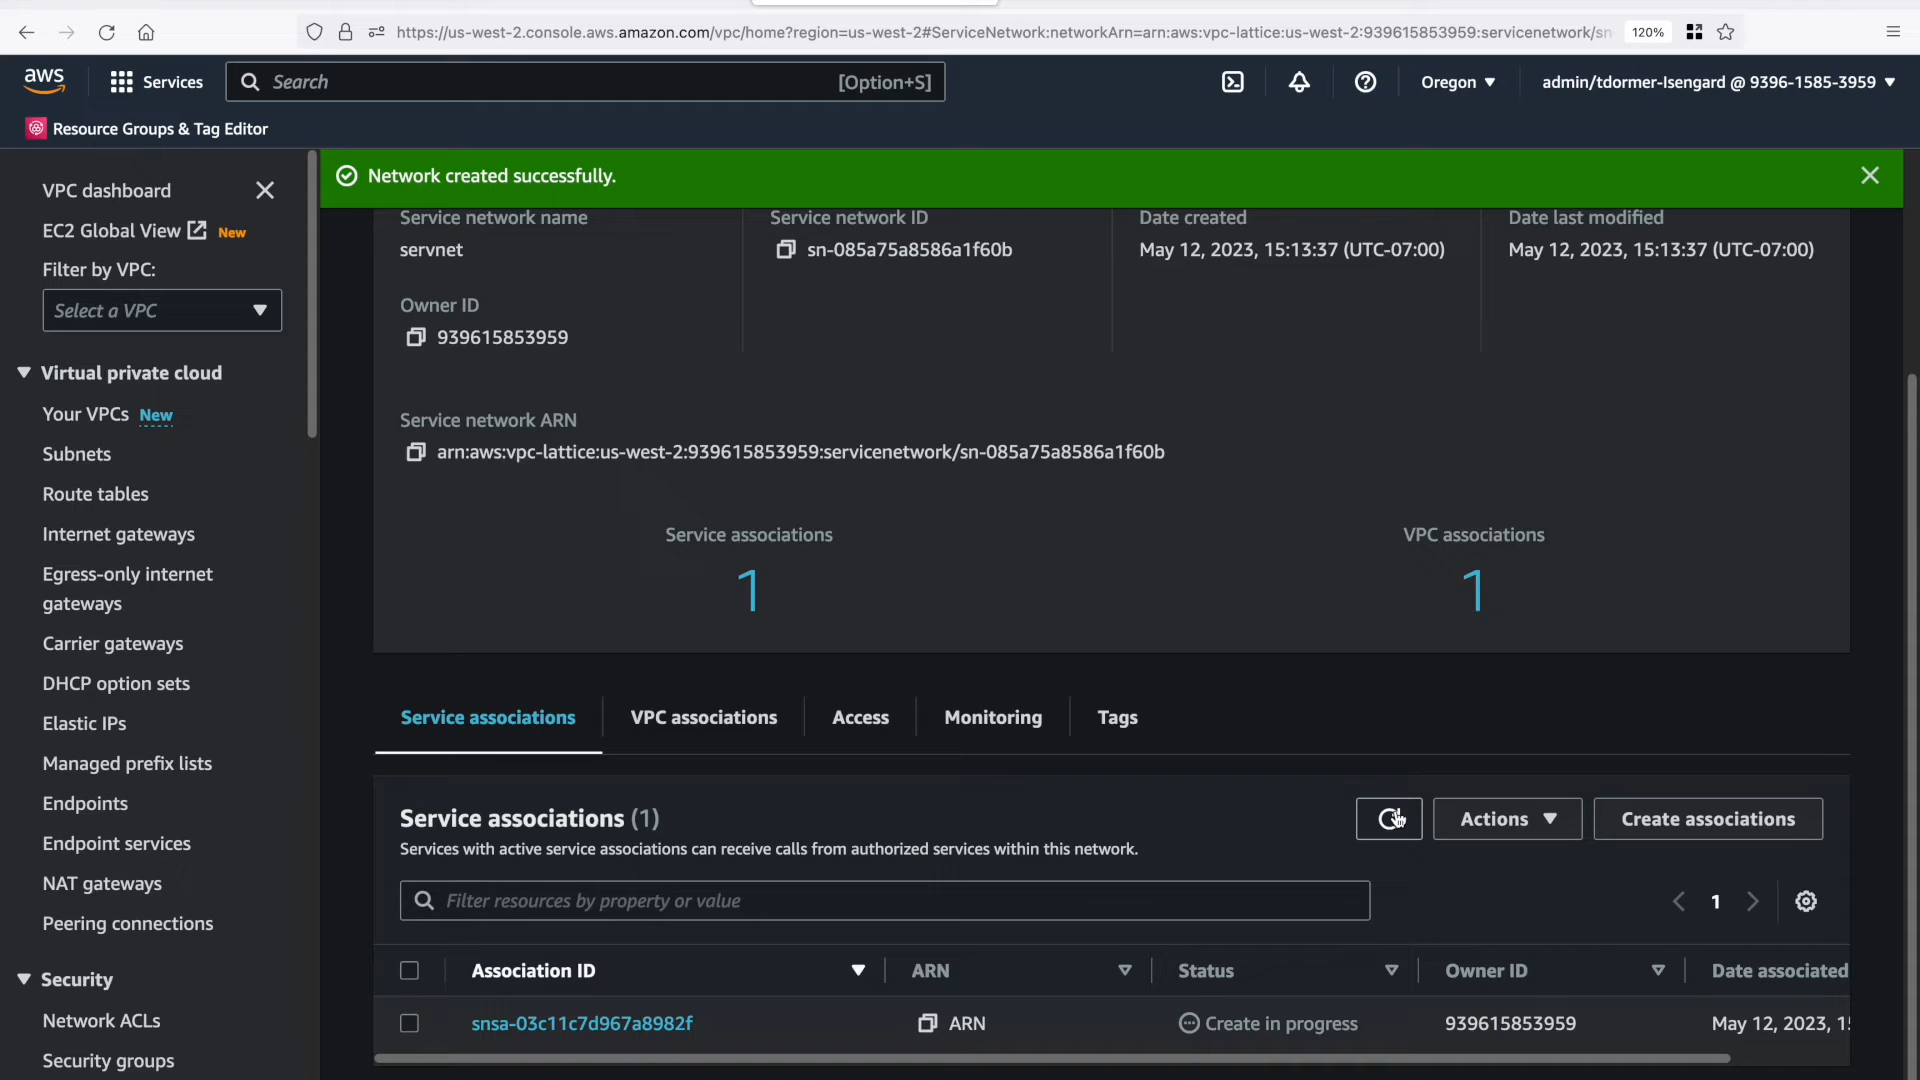 https://us-west-2.console.aws.amazon.com/vpc/home?region=us-west-2#ServiceNetwork:networkArn=arn:aws:vpc-lattice:us-west-2:939615853959:servicenetwork/sn 120%
aws Services Search [Option+S] Oregon admin/tdormer-Isengard @ 9396-1585-3959
Resource Groups & Tag Editor
VPC dashboard
EC2 Global View New
Filter by VPC:
Select a VPC
Virtual private cloud
Your VPCs New
Subnets
Route tables
Internet gateways
Egress-only internet
gateways
Carrier gateways
DHCP option sets
Elastic IPs
Managed prefix lists
Endpoints
Endpoint services
NAT gateways
Peering connections
Security
Network ACLs
Security groups
Network created successfully.
Service network name
servnet
Service network ID
sn-085a75a8586a1f60b
Date created
May 12, 2023, 15:13:37 (UTC-07:00)
Date last modified
May 12, 2023, 15:13:37 (UTC-07:00)
Owner ID
939615853959
Service network ARN
arn:aws:vpc-lattice:us-west-2:939615853959:servicenetwork/sn-085a75a8586a1f60b
Service associations
1
VPC associations
1
Service associations VPC associations Access Monitoring Tags
Service associations (1)
Services with active service associations can receive calls from authorized services within this network.
Actions Create associations
Filter resources by property or value
1
Association ID ARN Status Owner ID Date associated
snsa-03c11c7d967a8982f ARN Create in progress 939615853959 May 12, 2023, 1